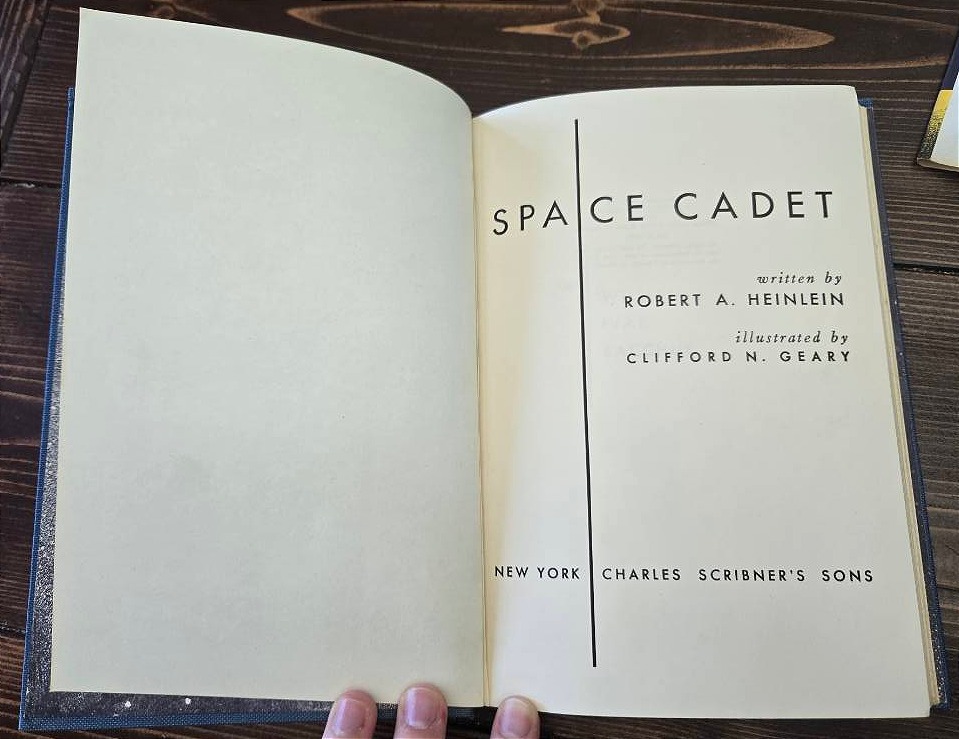 SPACE CADET
written by
ROBERT A. HEINLEIN
illustrated by
CLIFFORD N. GEARY
NEW YORK CHARLES SCRIBNER'S SONS